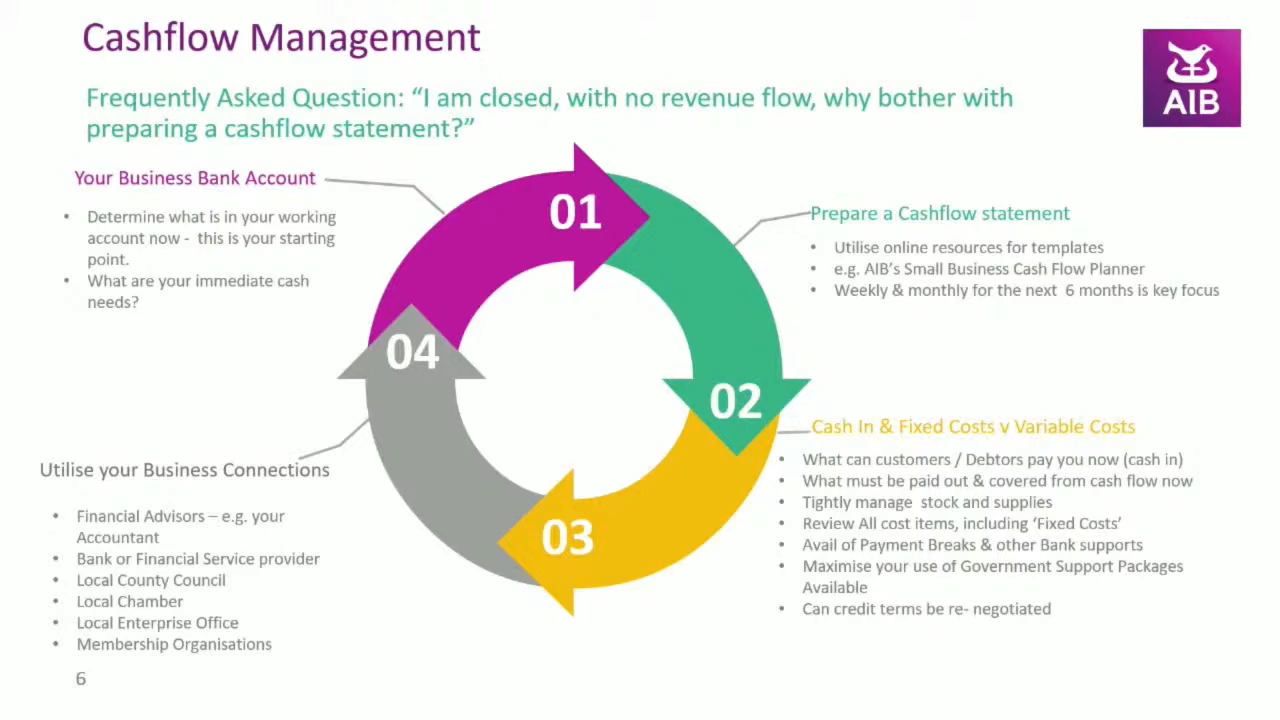 Cashflow Management
AIB
Frequently Asked Question: “I am closed, with no revenue flow, why bother with
preparing a cashflow statement?”
Your Business Bank Account
• Determine what is in your working
account now - this is your starting
point.
• What are your immediate cash
needs?
01
Prepare a Cashflow statement
• Utilise online resources for templates
• e.g. AIB’s Small Business Cash Flow Planner
• Weekly & monthly for the next 6 months is key focus
02
Cash In & Fixed Costs v Variable Costs
• What can customers / Debtors pay you now (cash in)
• What must be paid out & covered from cash flow now
• Tightly manage stock and supplies
• Review All cost items, including ‘Fixed Costs’
• Avail of Payment Breaks & other Bank supports
• Maximise your use of Government Support Packages
Available
• Can credit terms be re- negotiated
03
04
Utilise your Business Connections
• Financial Advisors – e.g. your
Accountant
• Bank or Financial Service provider
• Local County Council
• Local Chamber
• Local Enterprise Office
• Membership Organisations
6